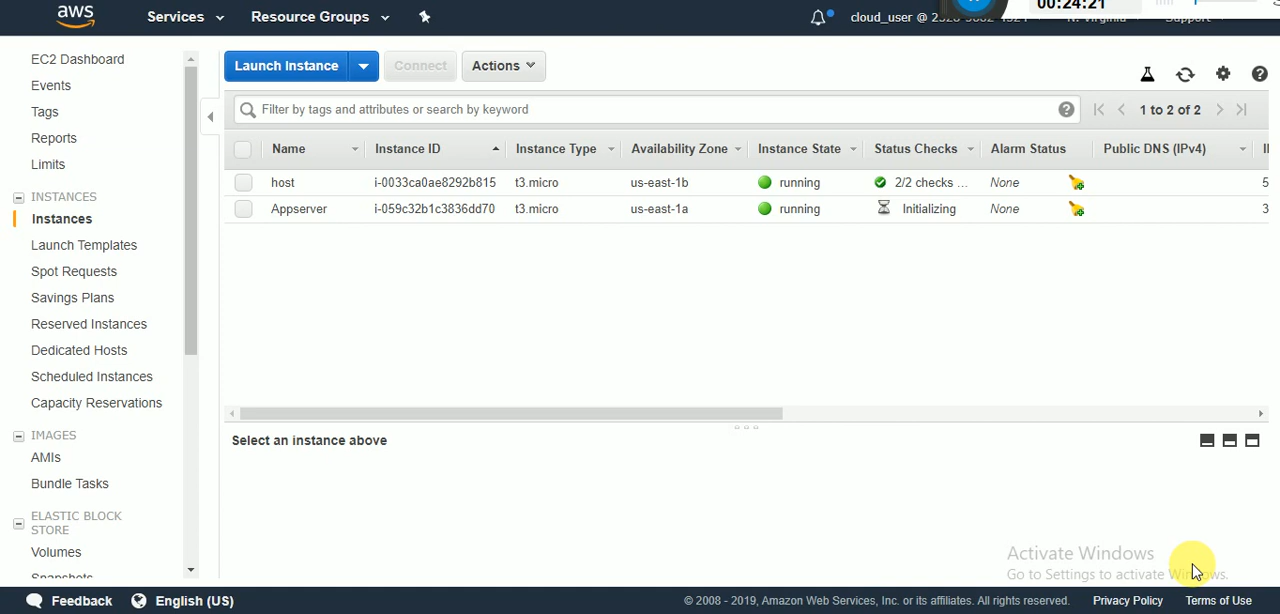 aws Services Resource Groups cloud_user @ 00:24:21
EC2 Dashboard
Events
Tags
Reports
Limits
INSTANCES
Instances
Launch Templates
Spot Requests
Savings Plans
Reserved Instances
Dedicated Hosts
Scheduled Instances
Capacity Reservations
IMAGES
AMIs
Bundle Tasks
ELASTIC BLOCK
STORE
Volumes
Snapshots
Launch Instance Connect Actions
Filter by tags and attributes or search by keyword 1 to 2 of 2
Name Instance ID Instance Type Availability Zone Instance State Status Checks Alarm Status Public DNS (IPv4)
host i-0033ca0ae8292b815 t3.micro us-east-1b running 2/2 checks ... None 5
Appserver i-059c32b1c3836dd70 t3.micro us-east-1a running Initializing None 3
Select an instance above
Activate Windows
Go to Settings to activate Windows.
Feedback English (US) © 2008 - 2019, Amazon Web Services, Inc. or its affiliates. All rights reserved. Privacy Policy Terms of Use